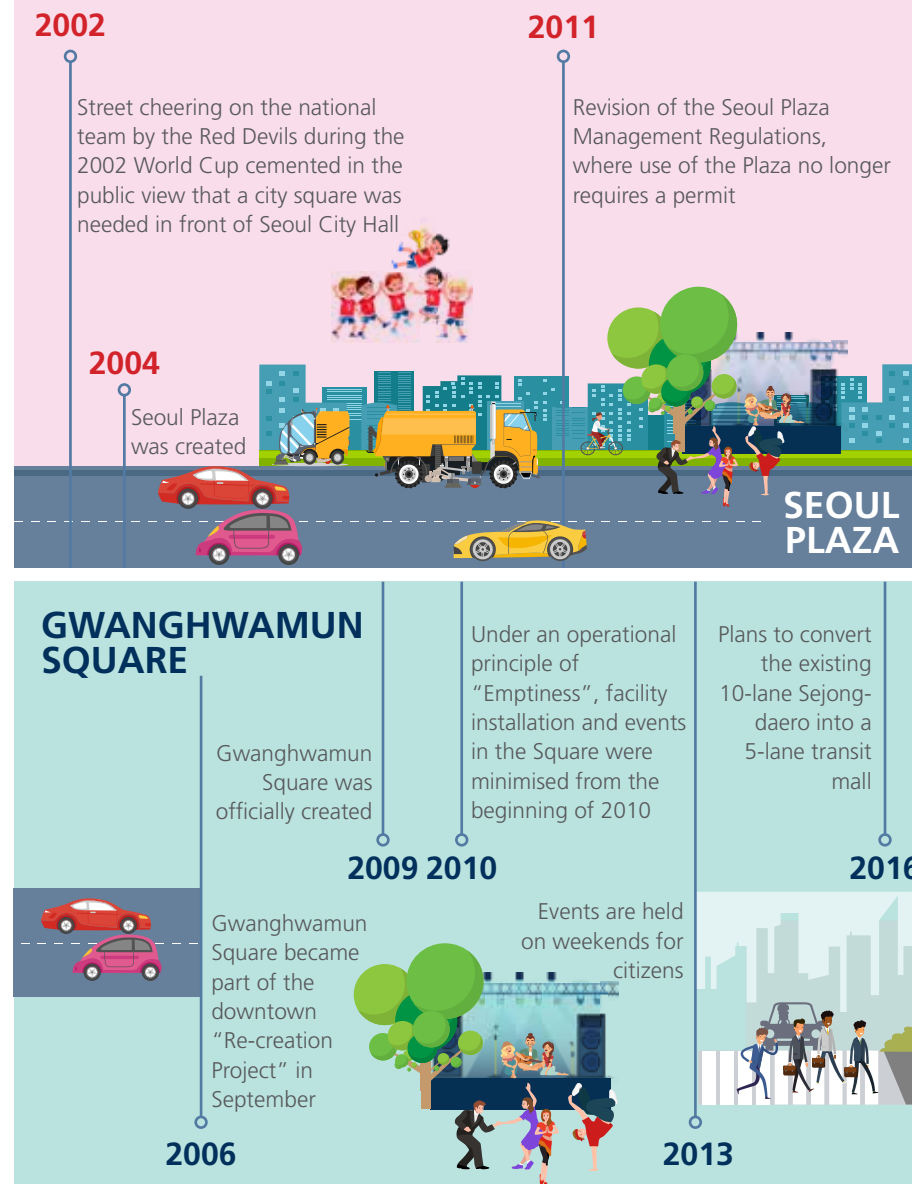 2002
Street cheering on the national
team by the Red Devils during the
2002 World Cup cemented in the
public view that a city square was
needed in front of Seoul City Hall
2004
Seoul Plaza
was created
2011
Revision of the Seoul Plaza
Management Regulations,
where use of the Plaza no longer
requires a permit
SEOUL
PLAZA
GWANGHWAMUN
SQUARE
Gwanghwamun
Square became
part of the
downtown
“Re-creation
Project” in
September
2006
Gwanghwamun
Square was
officially created
2009
Under an operational
principle of
“Emptiness”, facility
installation and events
in the Square were
minimised from the
beginning of 2010
2010
Events are held
on weekends for
citizens
2013
Plans to convert
the existing
10-lane Sejong-
daero into a
5-lane transit
mall
2016